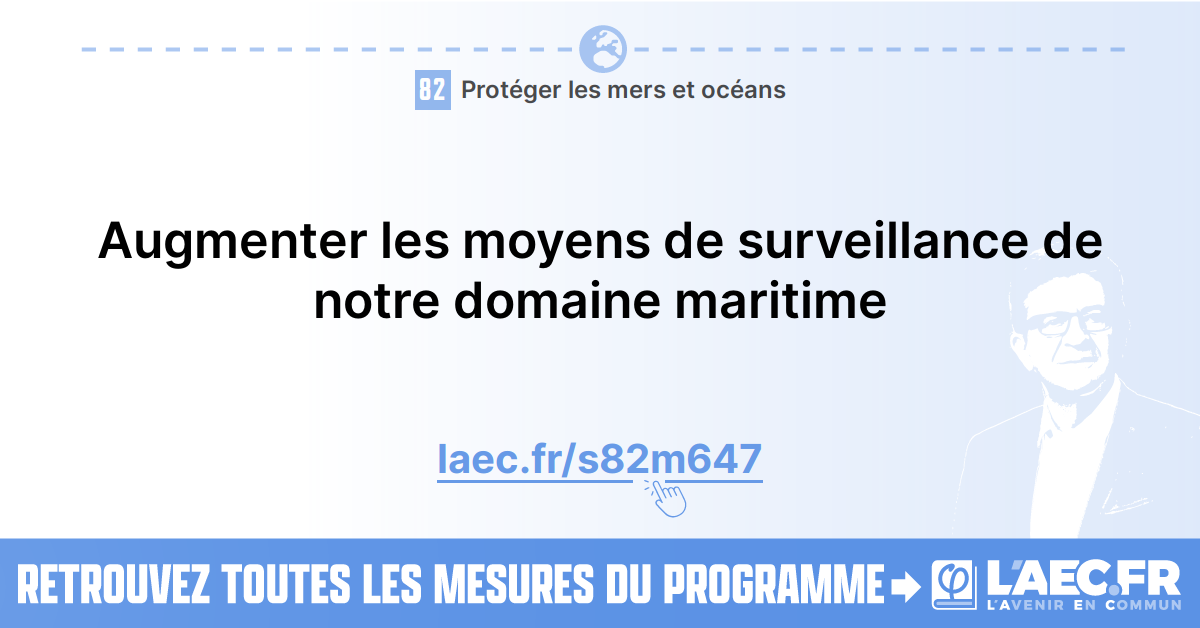 82 Protéger les mers et océans
Augmenter les moyens de surveillance de
notre domaine maritime
laec.fr/s82m647
RETROUVEZ TOUTES LES MESURES DU PROGRAMME
φ L'AEC.FR
L'AVENIR EN COMMUN